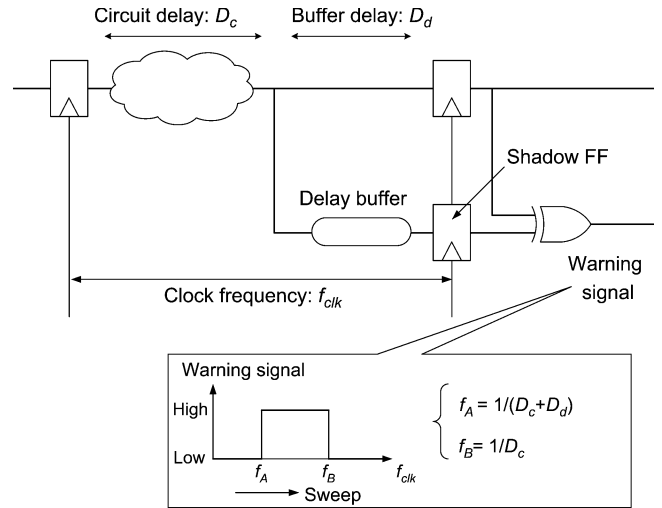 Circuit delay: Dc
Buffer delay: Dd
Shadow FF
Delay buffer
Clock frequency: fclk
Warning
signal
Warning signal
High
Low
fA
fB
fclk
Sweep
fA = 1/(Dc+Dd)
fB= 1/Dc